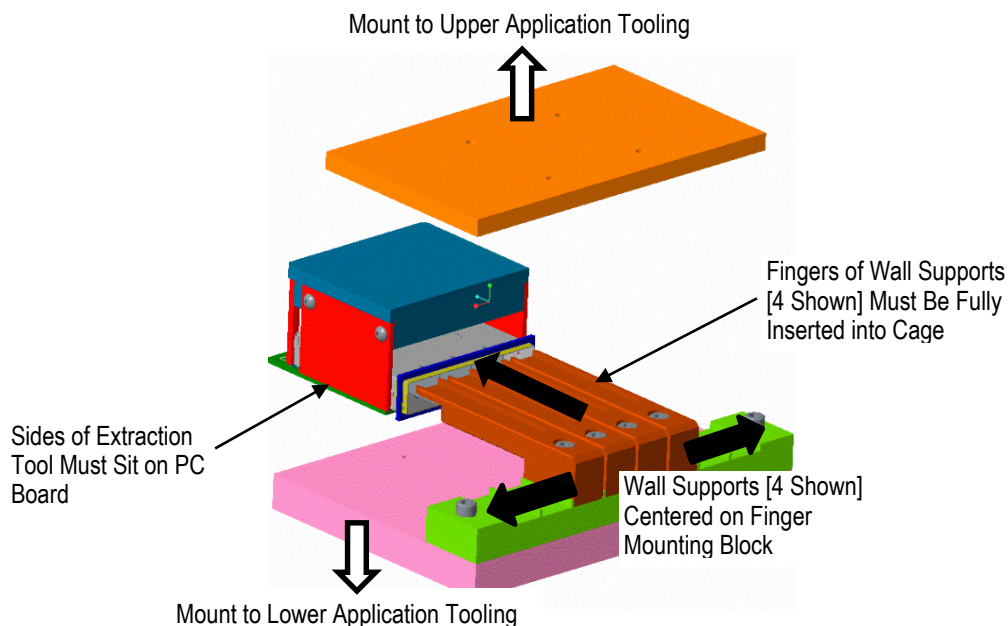 Mount to Upper Application Tooling
Fingers of Wall Supports
[4 Shown] Must Be Fully
Inserted into Cage
Sides of Extraction
Tool Must Sit on PC
Board
Wall Supports [4 Shown]
Centered on Finger
Mounting Block
Mount to Lower Application Tooling